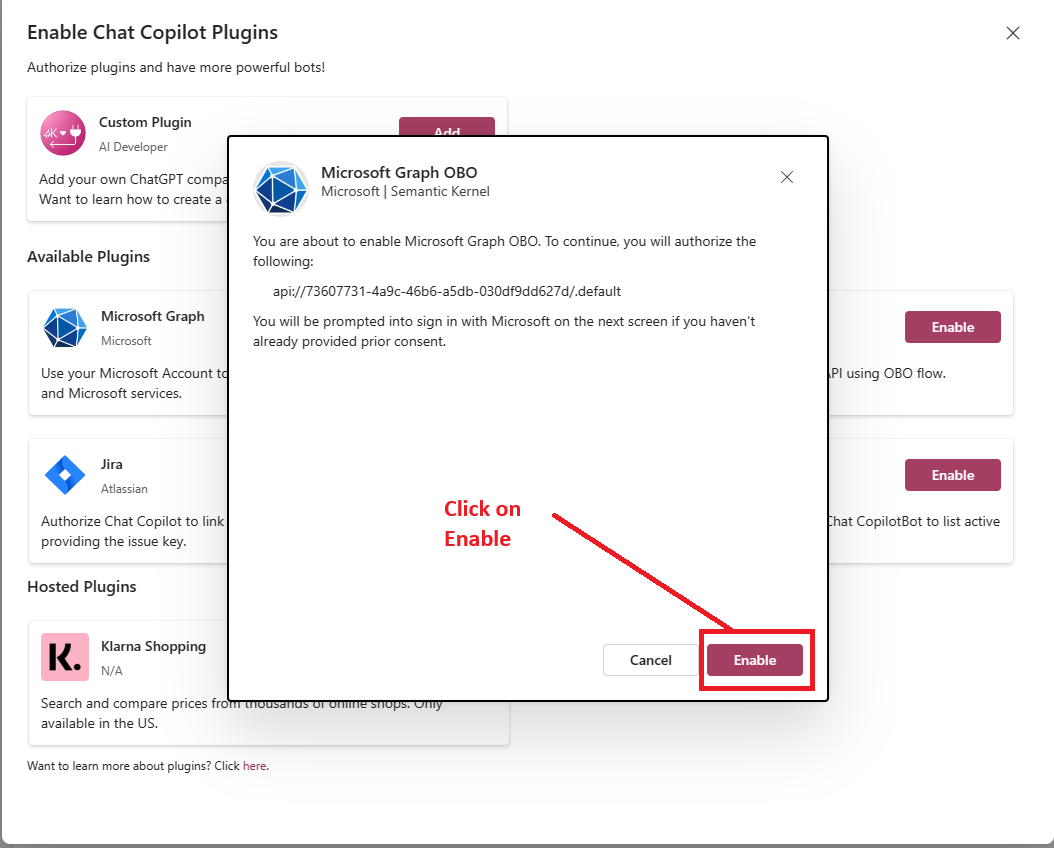 Enable Chat Copilot Plugins
Authorize plugins and have more powerful bots!
Custom Plugin
AI Developer
Add
Add your own ChatGPT compa
Want to learn how to create a
Microsoft Graph OBO
Microsoft | Semantic Kernel
You are about to enable Microsoft Graph OBO. To continue, you will authorize the
following:
api://73607731-4a9c-46b6-a5db-030df9dd627d/.default
You will be prompted into sign in with Microsoft on the next screen if you haven't
already provided prior consent.
Click on
Enable
Cancel
Enable
Available Plugins
Microsoft Graph
Microsoft
Use your Microsoft Account to
and Microsoft services.
Enable
API using OBO flow.
Jira
Atlassian
Authorize Chat Copilot to link
providing the issue key.
Enable
Chat CopilotBot to list active
Hosted Plugins
K.
Klarna Shopping
N/A
Search and compare prices from thousands of online shops. Only
available in the US.
Want to learn more about plugins? Click here.